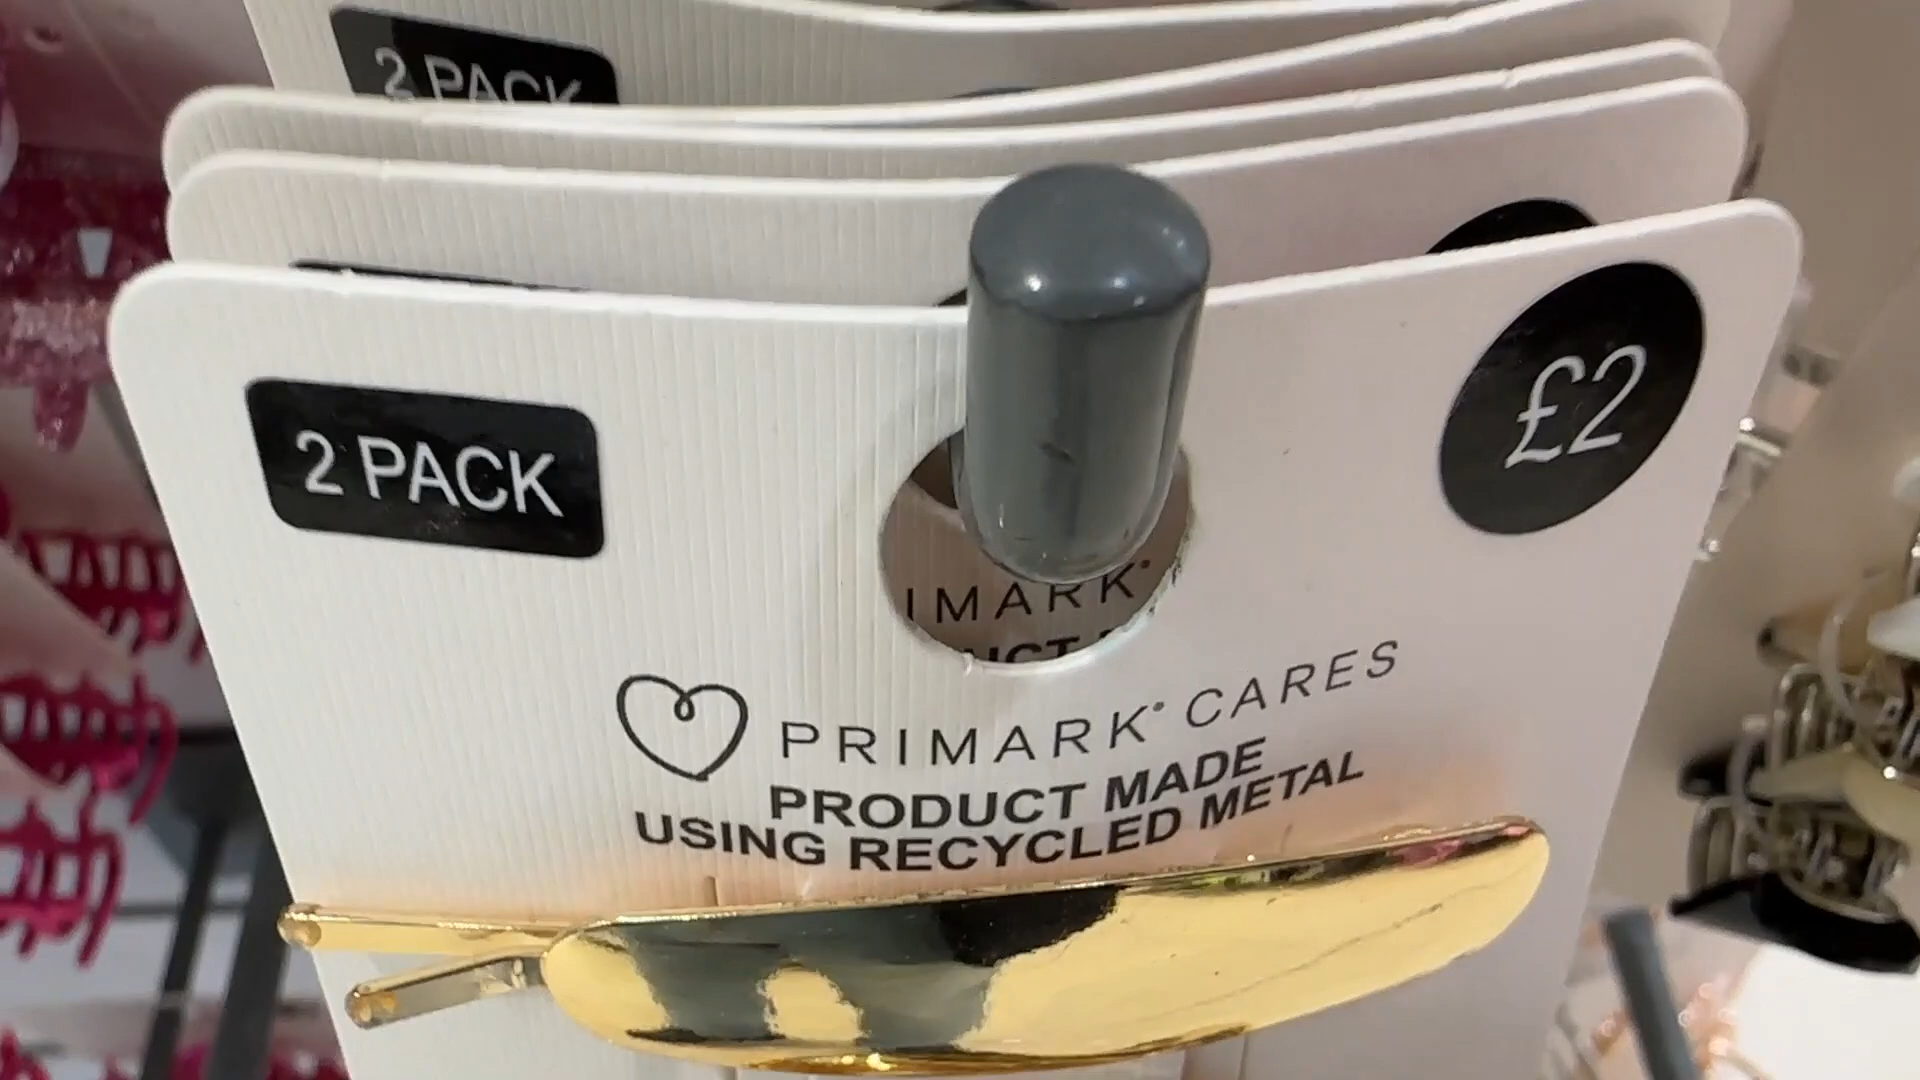 2 PACK
2 PACK
£2
IMARK
PRIMARK CARES
PRODUCT MADE
USING RECYCLED METAL